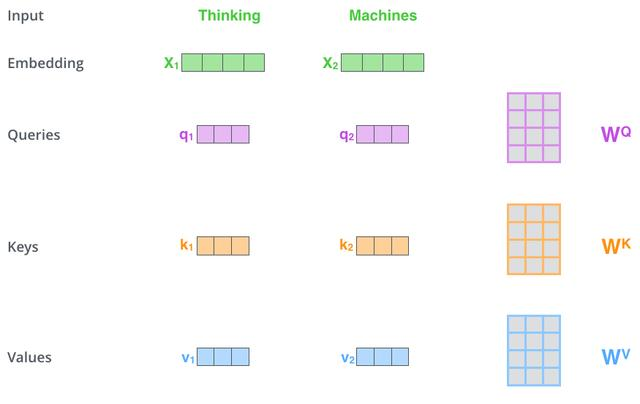 Input Thinking Machines
Embedding X1 X2
Queries q1 q2 WQ
Keys k1 k2 WK
Values v1 v2 WV